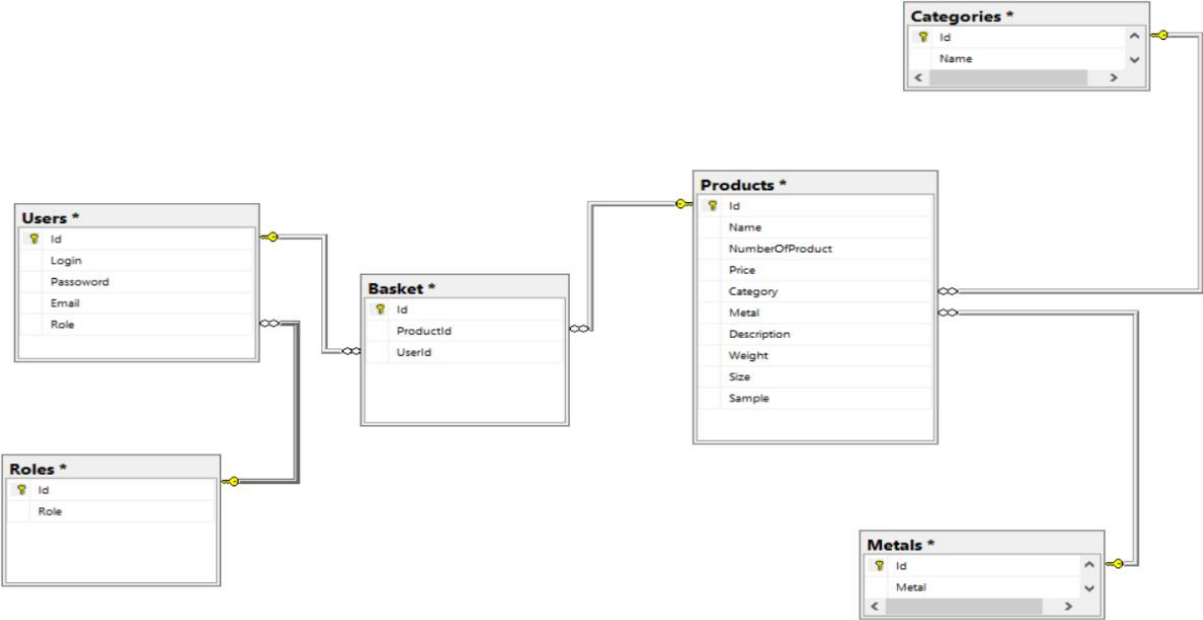 Categories *
Id
Name
Users *
Id
Login
Passoword
Email
Role
Basket *
Id
ProductId
UserId
Products *
Id
Name
NumberOfProduct
Price
Category
Metal
Description
Weight
Size
Sample
Roles *
Id
Role
Metals *
Id
Metal